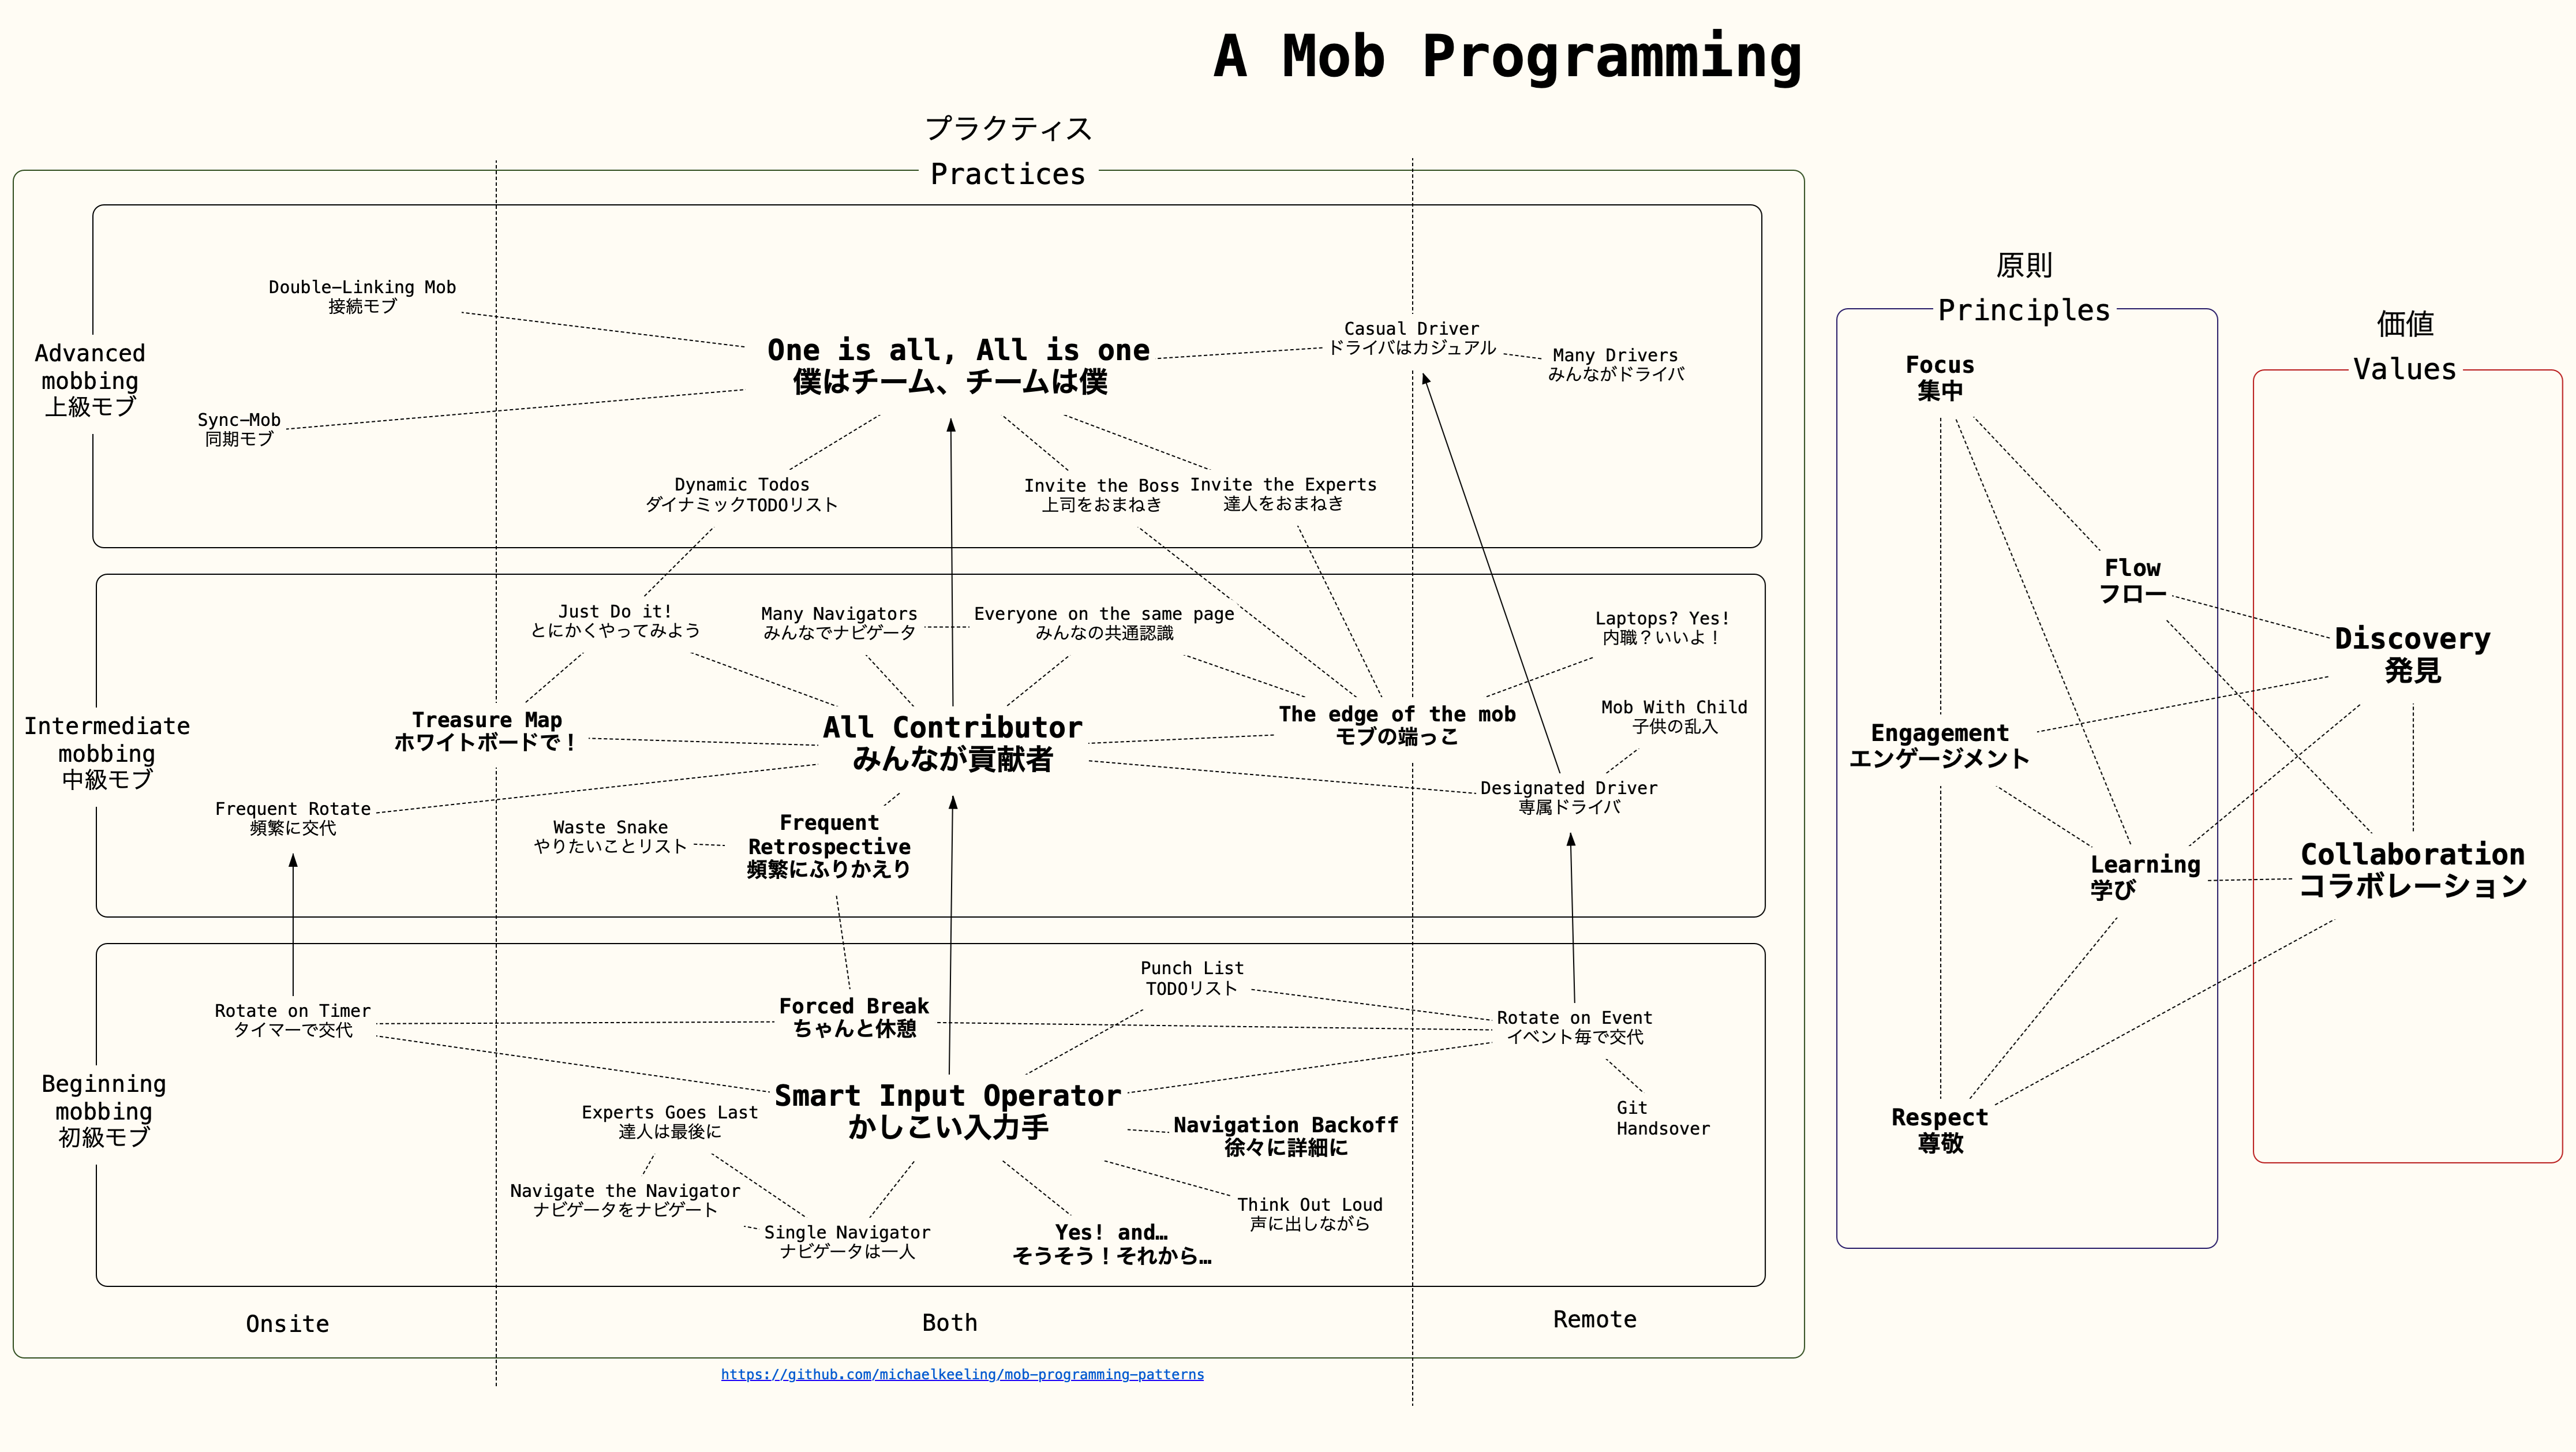 A Mob Programming
プラクティス
Practices
Advanced
mobbing
上級モブ
Double-Linking Mob
接続モブ
Sync-Mob
同期モブ
One is all, All is one
僕はチーム、チームは僕
Casual Driver
ドライバはカジュアル
Many Drivers
みんながドライバ
Dynamic Todos
ダイナミックTODOリスト
Invite the Boss
上司をおまねき
Invite the Experts
達人をおまねき
Intermediate
mobbing
中級モブ
Just Do it!
とにかくやってみよう
Many Navigators
みんなでナビゲータ
Everyone on the same page
みんなの共通認識
Laptops? Yes!
内職？いいよ！
Treasure Map
ホワイトボードで！
All Contributor
みんなが貢献者
The edge of the mob
モブの端っこ
Mob With Child
子供の乱入
Frequent Rotate
頻繁に交代
Waste Snake
やりたいことリスト
Frequent
Retrospective
頻繁にふりかえり
Designated Driver
専属ドライバ
Beginning
mobbing
初級モブ
Rotate on Timer
タイマーで交代
Forced Break
ちゃんと休憩
Punch List
TODOリスト
Rotate on Event
イベント毎で交代
Smart Input Operator
かしこい入力手
Experts Goes Last
達人は最後に
Navigation Backoff
徐々に詳細に
Git
Handsover
Navigate the Navigator
ナビゲータをナビゲート
Single Navigator
ナビゲータは一人
Yes! and…
そうそう！それから…
Think Out Loud
声に出しながら
Onsite
Both
Remote
https://github.com/michaelkeeling/mob-programming-patterns
原則
Principles
Focus
集中
Flow
フロー
Engagement
エンゲージメント
Learning
学び
Respect
尊敬
価値
Values
Discovery
発見
Collaboration
コラボレーション